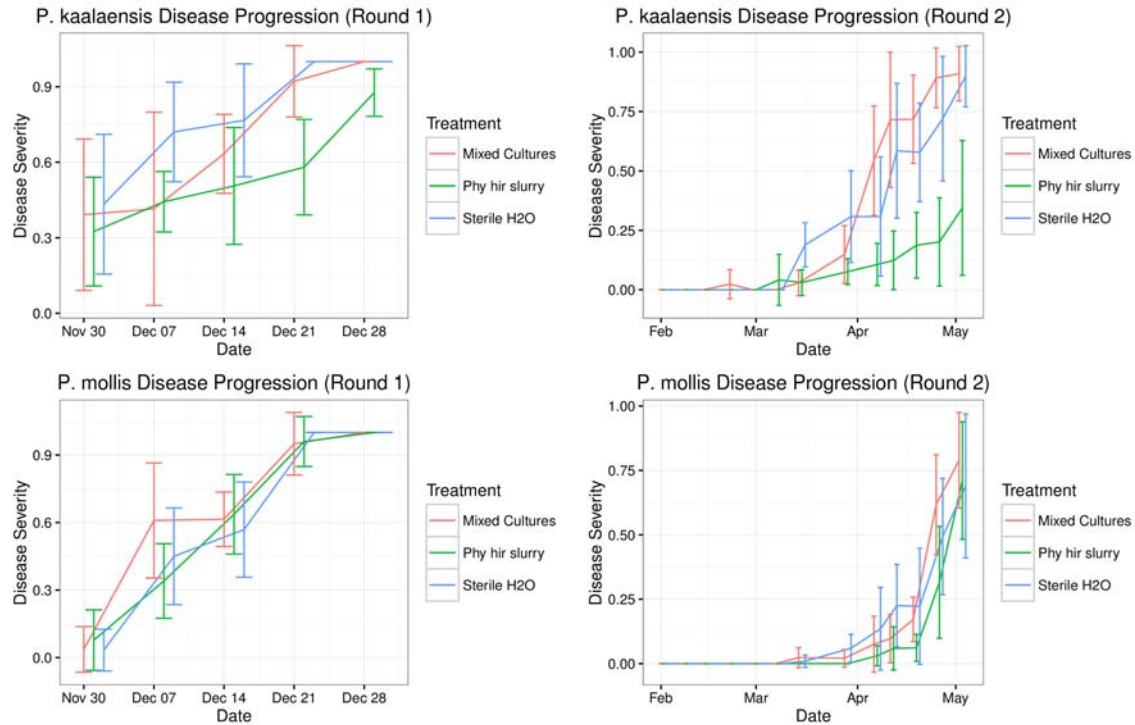 P. kaalaensis Disease Progression (Round 1)
Disease Severity
0.9
0.6
0.3
0.0
Nov 30 Dec 07 Dec 14 Dec 21 Dec 28
Date
Treatment
Mixed Cultures
Phy hir slurry
Sterile H2O
P. kaalaensis Disease Progression (Round 2)
Disease Severity
1.00
0.75
0.50
0.25
0.00
Feb Mar Apr May
Date
Treatment
Mixed Cultures
Phy hir slurry
Sterile H2O
P. mollis Disease Progression (Round 1)
Disease Severity
0.9
0.6
0.3
0.0
Nov 30 Dec 07 Dec 14 Dec 21 Dec 28
Date
Treatment
Mixed Cultures
Phy hir slurry
Sterile H2O
P. mollis Disease Progression (Round 2)
Disease Severity
1.00
0.75
0.50
0.25
0.00
Feb Mar Apr May
Date
Treatment
Mixed Cultures
Phy hir slurry
Sterile H2O